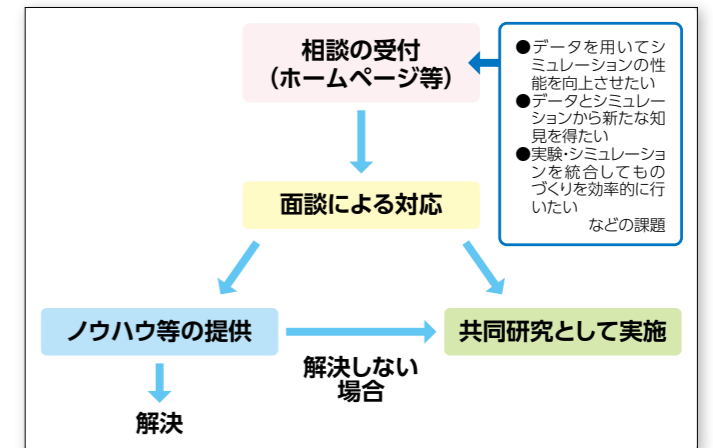 相談の受付
（ホームページ等）
●データを用いてシ
ミュレーションの性
能を向上させたい
●データとシミュレー
ションから新たな知
見を得たい
●実験・シミュレーショ
ンを統合してもの
づくりを効率的に行
いたい
などの課題
面談による対応
ノウハウ等の提供
共同研究として実施
解決しない
場合
解決